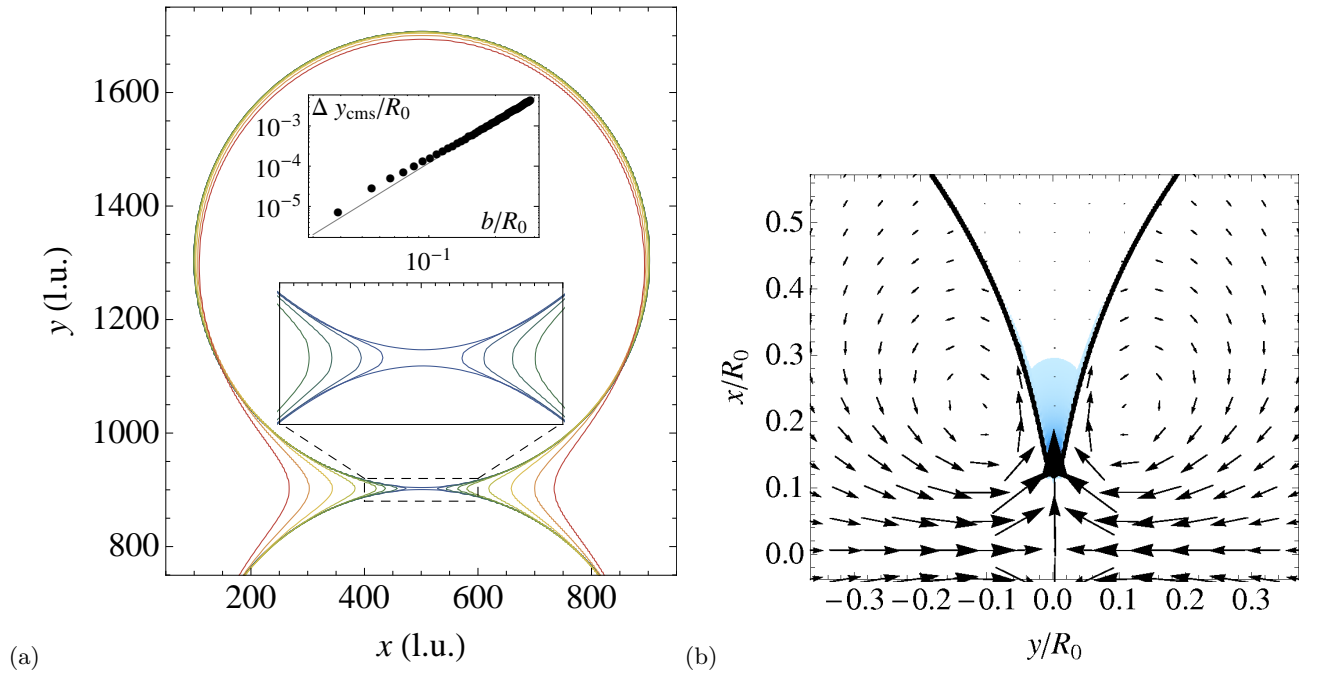 1600
1400
1200
1000
800
y (l.u.)
200 400 600 800
x (l.u.)
Δ y_cms/R_0
10^−3
10^−4
10^−5
b/R_0
10^−1
(a)
0.5
0.4
0.3
0.2
0.1
0.0
x/R_0
−0.3 −0.2 −0.1 0.0 0.1 0.2 0.3
y/R_0
(b)